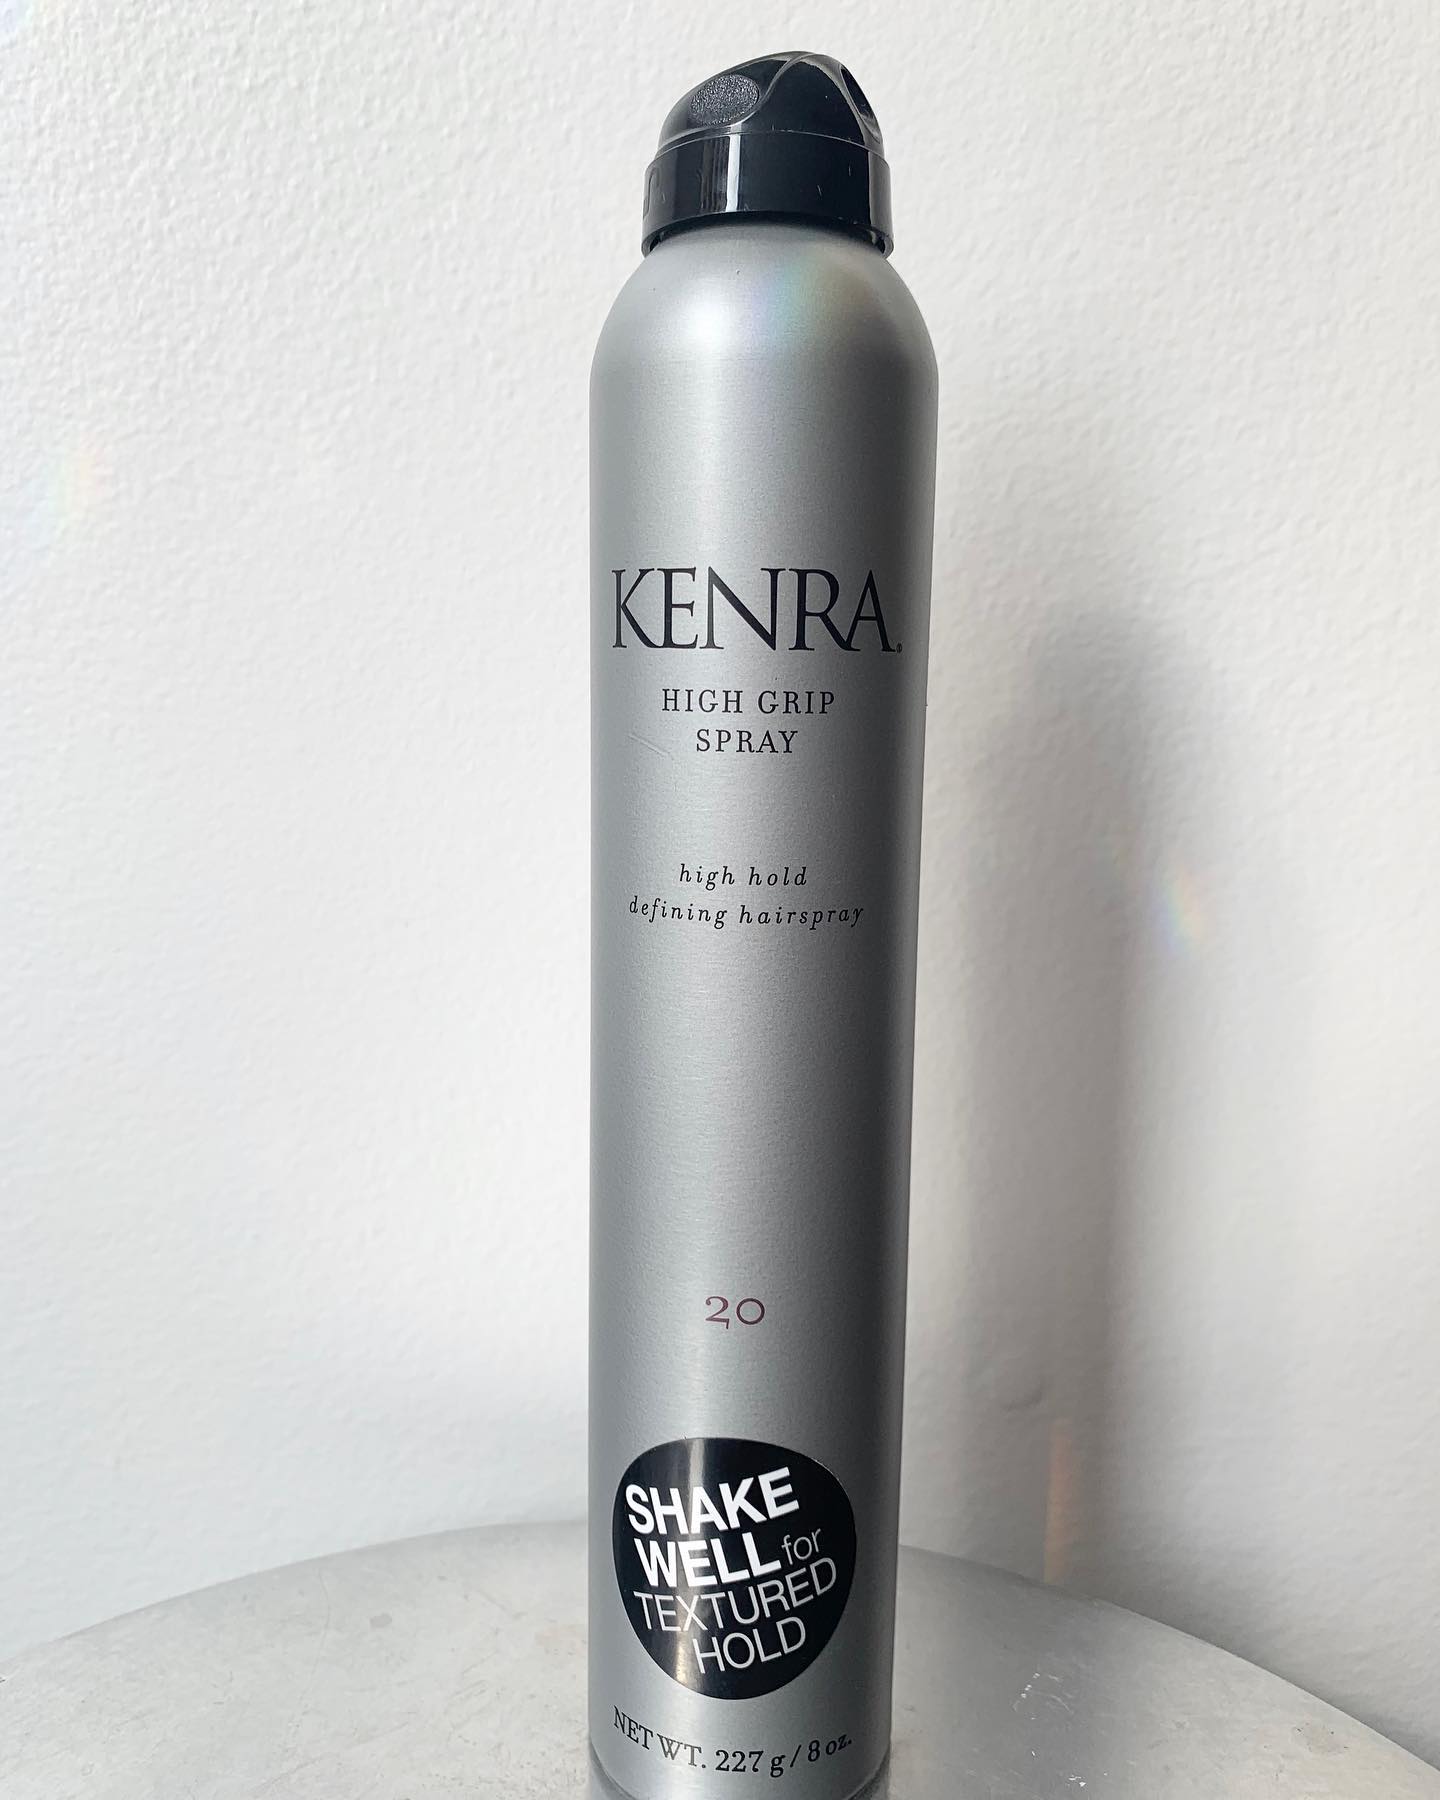 KENRA®
HIGH GRIP
SPRAY
high hold
defining hairspray
20
SHAKE
WELL for
TEXTURED
HOLD
NET WT. 227 g / 8 oz.